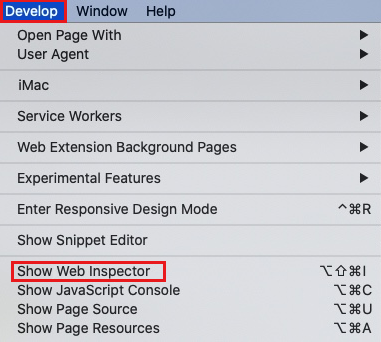 Develop Window Help
Open Page With ▶
User Agent ▶
iMac ▶
Service Workers ▶
Web Extension Background Pages ▶
Experimental Features ▶
Enter Responsive Design Mode ^⌘R
Show Snippet Editor
Show Web Inspector ⌥⇧⌘I
Show JavaScript Console ⌥⌘C
Show Page Source ⌥⌘U
Show Page Resources ⌥⌘A